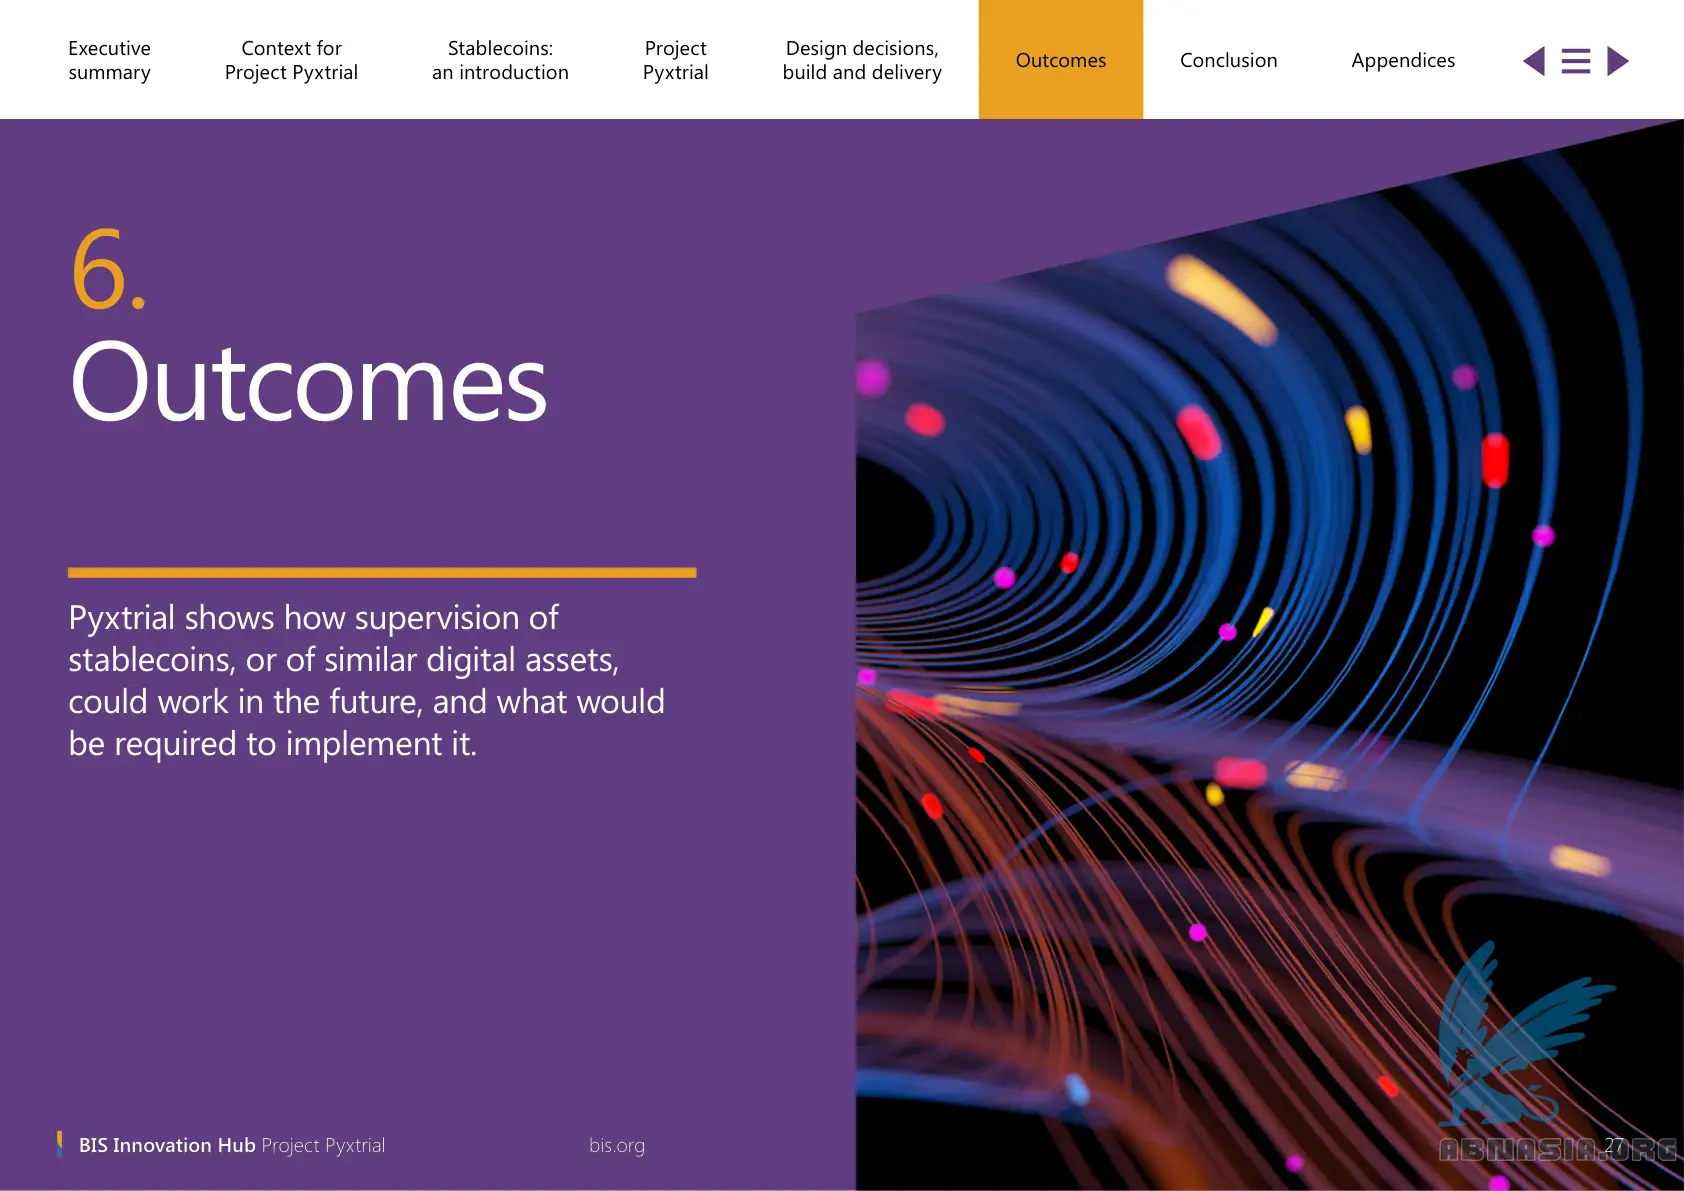 Executive
summary
Context for
Project Pyxtrial
Stablecoins:
an introduction
Project
Pyxtrial
Design decisions,
build and delivery
Outcomes
Conclusion
Appendices
6.
Outcomes
Pyxtrial shows how supervision of
stablecoins, or of similar digital assets,
could work in the future, and what would
be required to implement it.
BIS Innovation Hub Project Pyxtrial
bis.org
27
ABNASIA.ORG